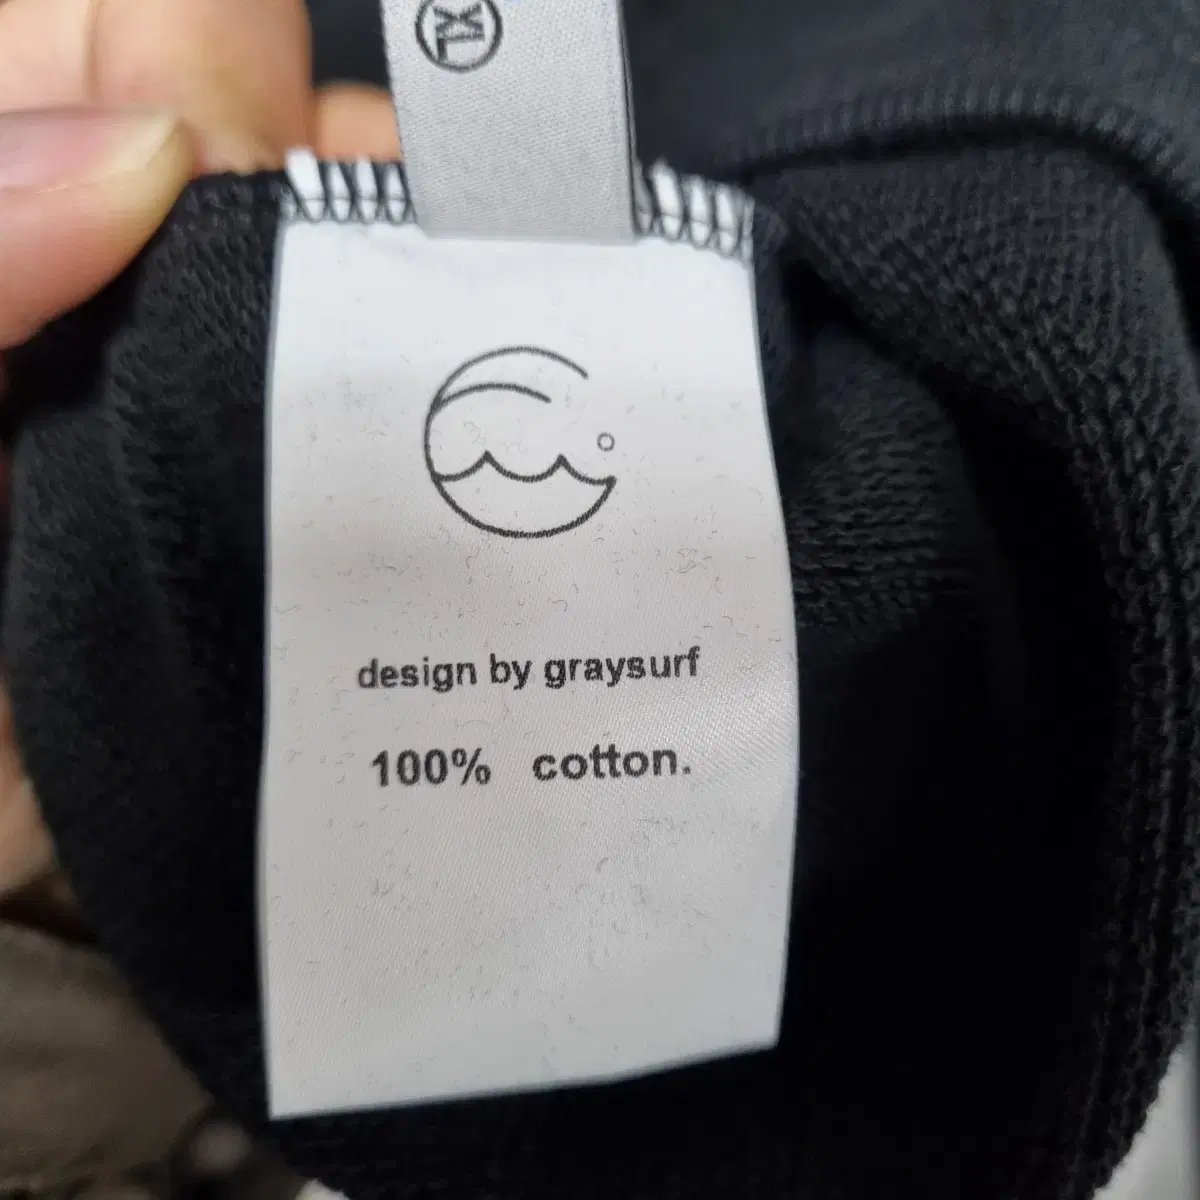 XL
design by graysurf
100% cotton.